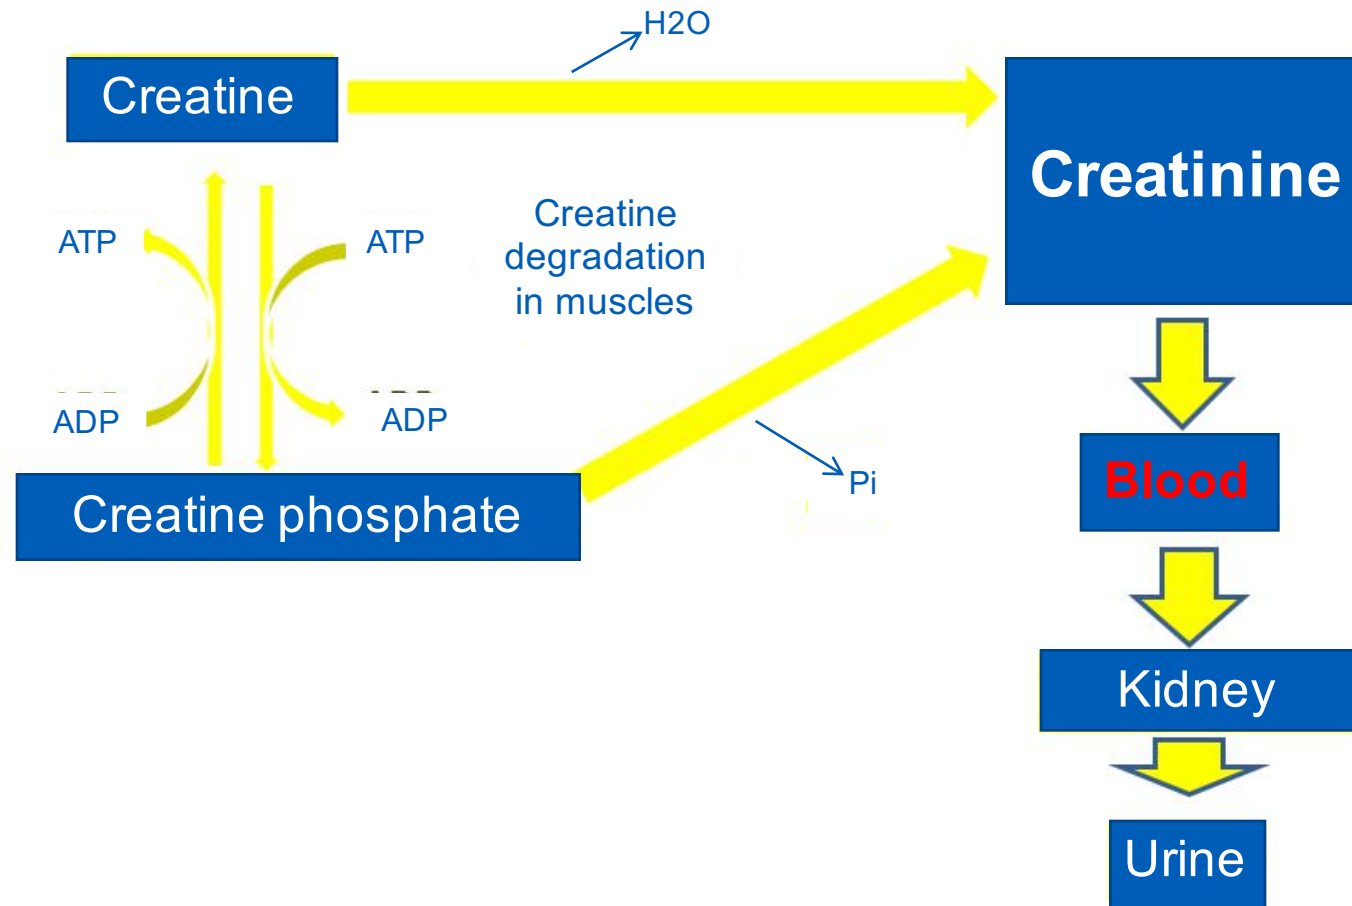 H2O
Creatine
Creatinine
ATP
ATP
Creatine
degradation
in muscles
ADP
ADP
Creatine phosphate
Pi
Blood
Kidney
Urine